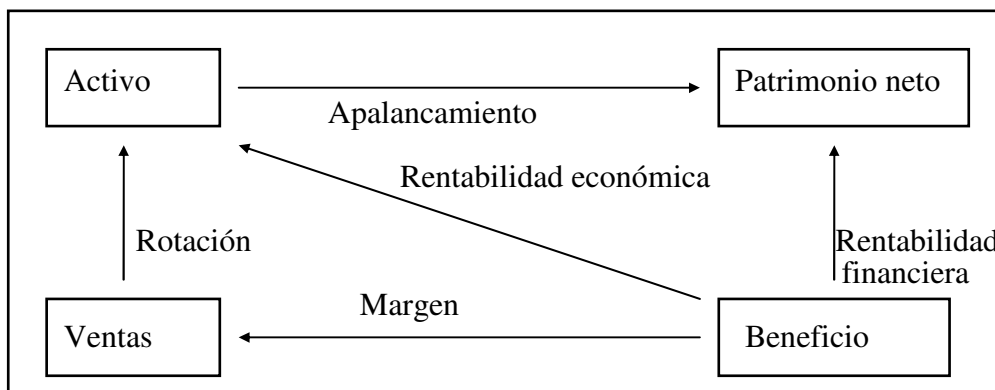 Activo
Patrimonio neto
Apalancamiento
Rentabilidad económica
Rotación
Rentabilidad
financiera
Margen
Ventas
Beneficio